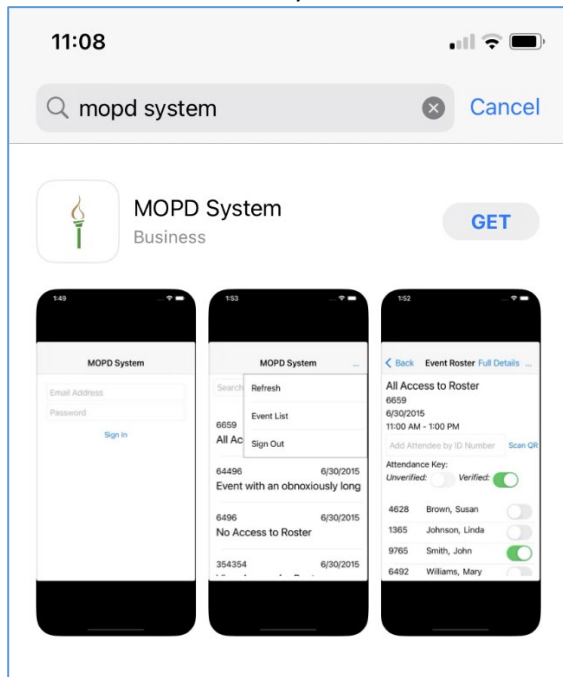 11:08
mopd system
Cancel
MOPD System
Business
GET
1:49
MOPD System
Email Address
Password
Sign In
1:53
MOPD System ...
Search
Refresh
Event List
Sign Out
6659
All Ac
64496 6/30/2015
Event with an obnoxiously long
6496 6/30/2015
No Access to Roster
354354 6/30/2015
1:52
Back Event Roster Full Details ...
All Access to Roster
6659
6/30/2015
11:00 AM - 1:00 PM
Add Attendee by ID Number Scan QR
Attendance Key:
Unverified: Verified:
4628 Brown, Susan
1365 Johnson, Linda
9765 Smith, John
6492 Williams, Mary